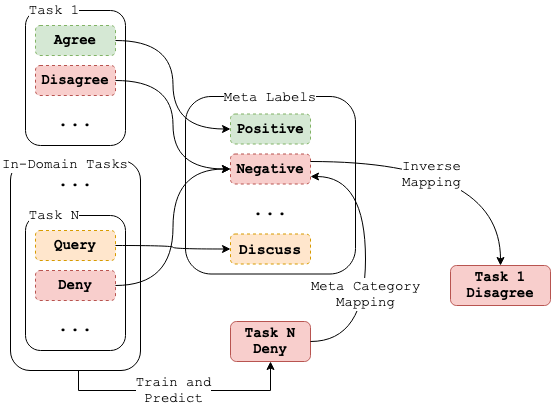 Task 1
Agree
Disagree
...
In-Domain Tasks
...
Task N
Query
Deny
...
Meta Labels
Positive
Negative
...
Discuss
Inverse
Mapping
Task 1
Disagree
Meta Category
Mapping
Task N
Deny
Train and
Predict